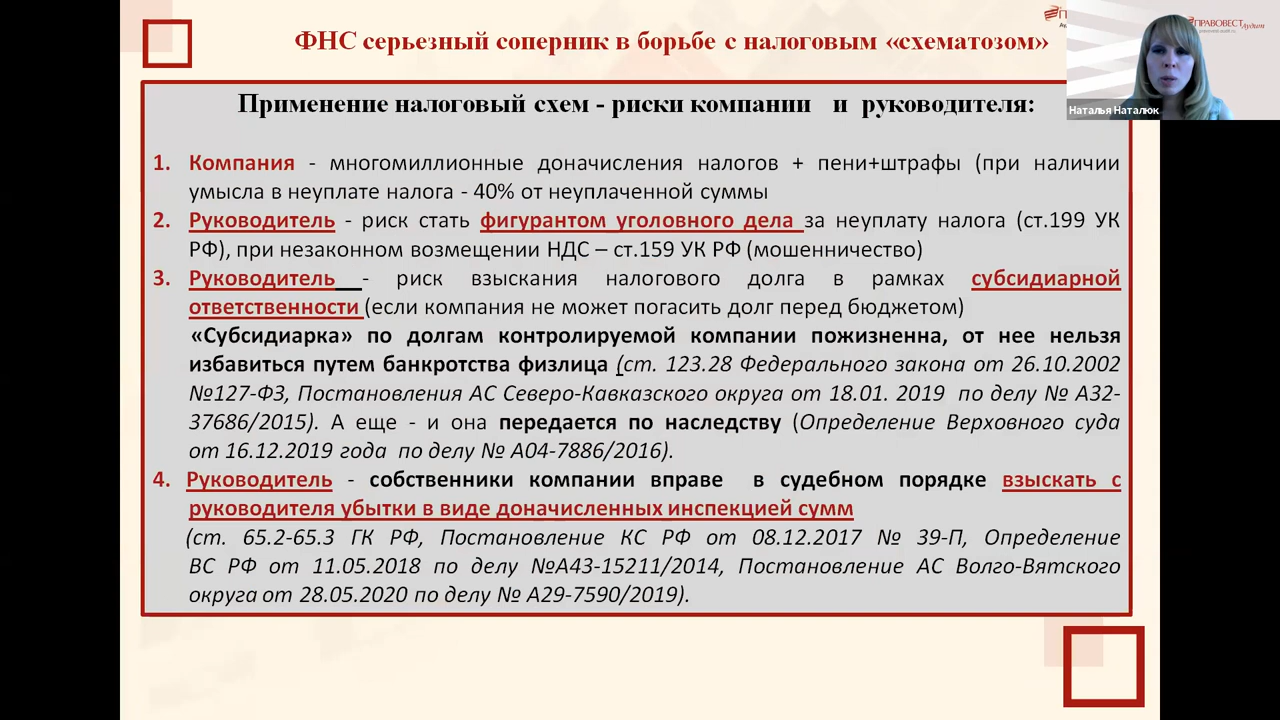 ФНС серьезный соперник в борьбе с налоговым «схематозом»
ПРАВОВЕСТ Аудит
Наталья Наталюк
Применение налоговый схем - риски компании и руководителя:
1. Компания - многомиллионные доначисления налогов + пени+штрафы (при наличии
умысла в неуплате налога - 40% от неуплаченной суммы
2. Руководитель - риск стать фигурантом уголовного дела за неуплату налога (ст.199 УК
РФ), при незаконном возмещении НДС – ст.159 УК РФ (мошенничество)
3. Руководитель - риск взыскания налогового долга в рамках субсидиарной
ответственности (если компания не может погасить долг перед бюджетом)
«Субсидиарка» по долгам контролируемой компании пожизненна, от нее нельзя
избавиться путем банкротства физлица (ст. 123.28 Федерального закона от 26.10.2002
№127-ФЗ, Постановления АС Северо-Кавказского округа от 18.01. 2019 по делу № А32-
37686/2015). А еще - и она передается по наследству (Определение Верховного суда
от 16.12.2019 года по делу № А04-7886/2016).
4. Руководитель - собственники компании вправе в судебном порядке взыскать с
руководителя убытки в виде доначисленных инспекцией сумм
(ст. 65.2-65.3 ГК РФ, Постановление КС РФ от 08.12.2017 № 39-П, Определение
ВС РФ от 11.05.2018 по делу №А43-15211/2014, Постановление АС Волго-Вятского
округа от 28.05.2020 по делу № А29-7590/2019).